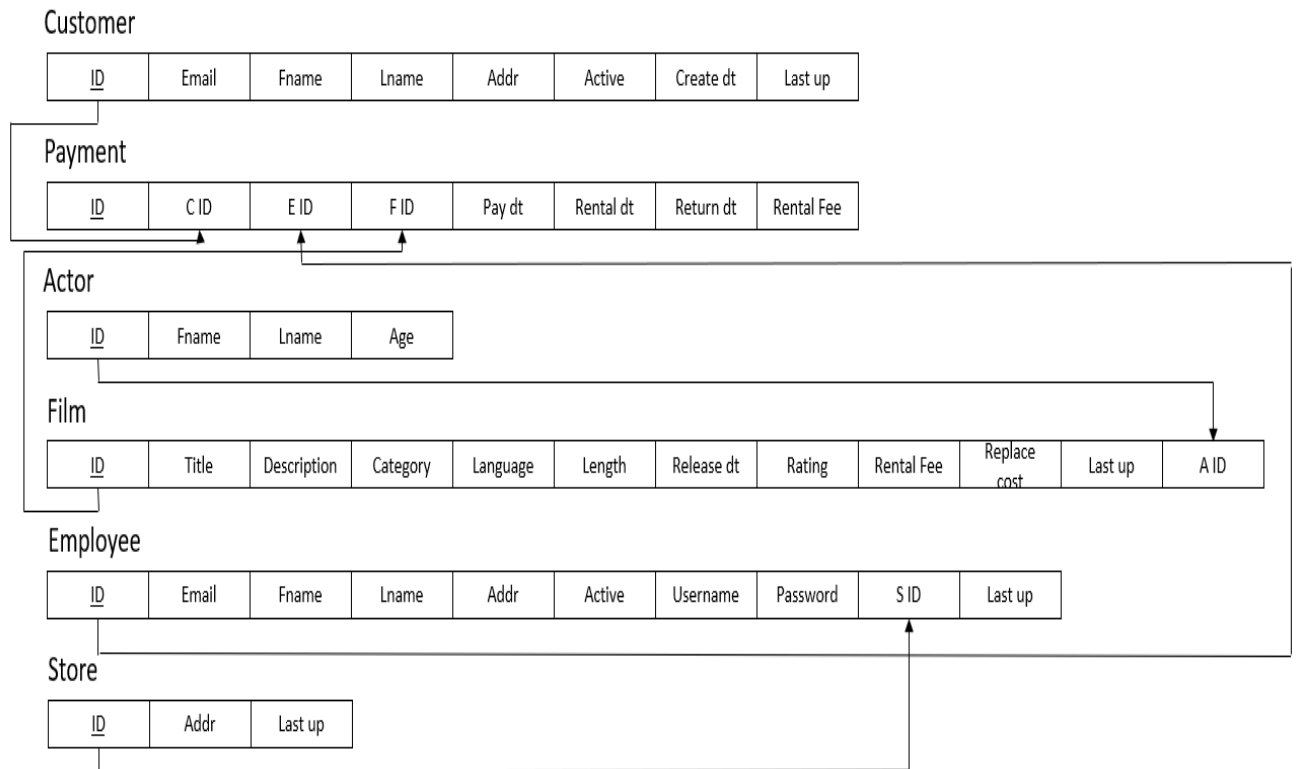 Customer
ID Email Fname Lname Addr Active Create dt Last up
Payment
ID C ID E ID F ID Pay dt Rental dt Return dt Rental Fee
Actor
ID Fname Lname Age
Film
ID Title Description Category Language Length Release dt Rating Rental Fee Replace cost Last up A ID
Employee
ID Email Fname Lname Addr Active Username Password S ID Last up
Store
ID Addr Last up